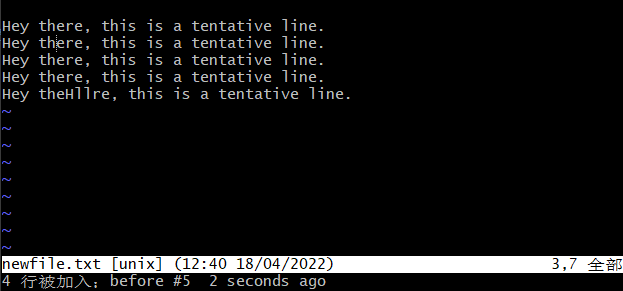 Hey there, this is a tentative line.
Hey there, this is a tentative line.
Hey there, this is a tentative line.
Hey there, this is a tentative line.
Hey theHllre, this is a tentative line.
~
~
~
~
~
~
~
~
~
newfile.txt [unix] (12:40 18/04/2022) 3,7 全部
4 行被加入；before #5 2 seconds ago